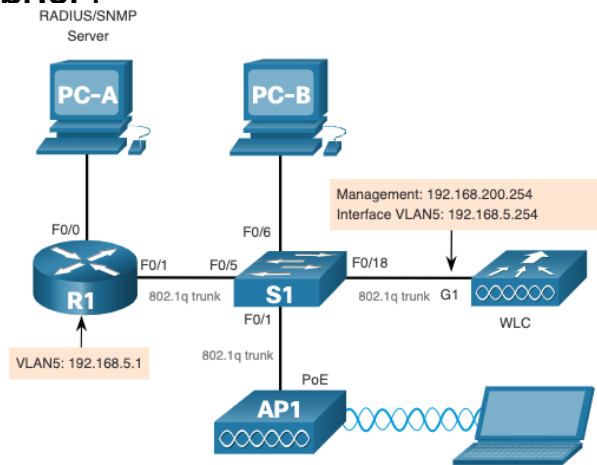 RADIUS/SNMP
Server
PC-A
PC-B
Management: 192.168.200.254
Interface VLAN5: 192.168.5.254
F0/0
F0/6
F0/1
F0/5
F0/18
R1
802.1q trunk
S1
802.1q trunk
G1
WLC
F0/1
VLAN5: 192.168.5.1
802.1q trunk
PoE
AP1